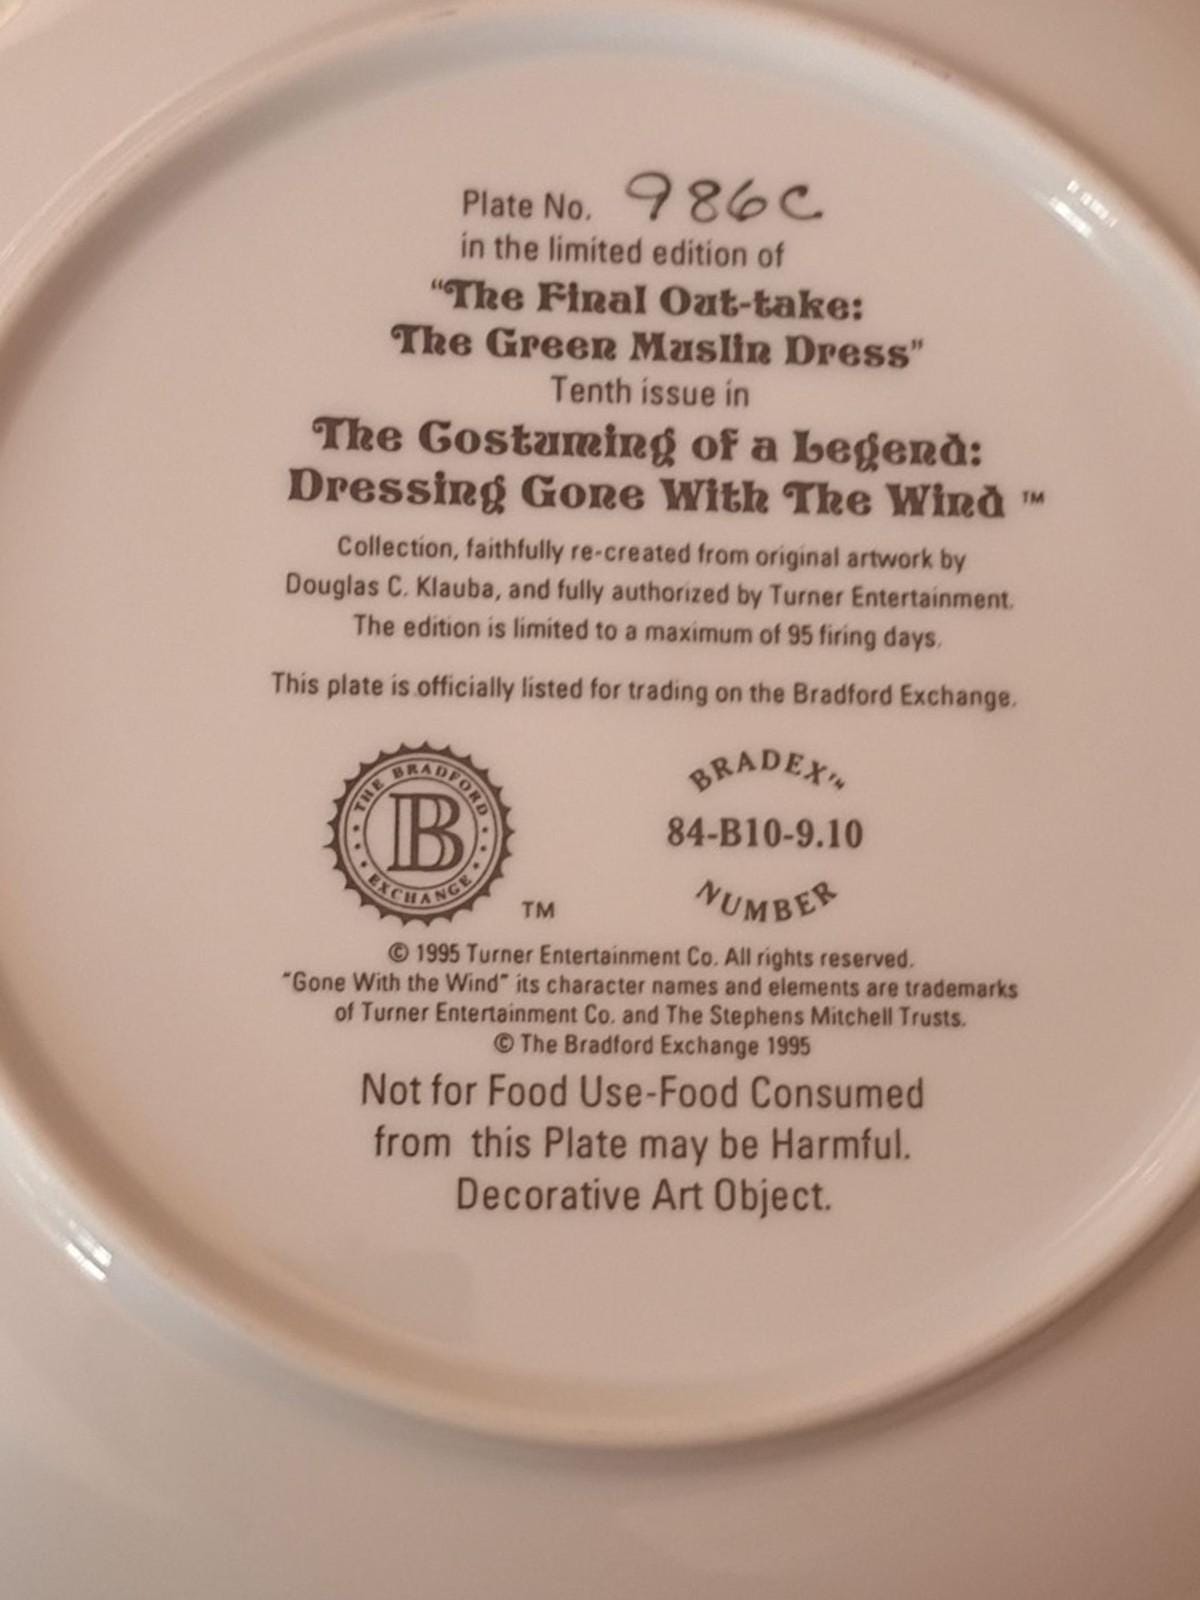 Plate No. 986C
in the limited edition of
“The Final Out-take:
The Green Muslin Dress”
Tenth issue in
The Costuming of a Legend:
Dressing Gone With The Wind ™
Collection, faithfully re-created from original artwork by
Douglas C. Klauba, and fully authorized by Turner Entertainment.
The edition is limited to a maximum of 95 firing days.
This plate is officially listed for trading on the Bradford Exchange.
THE BRADFORD
B
EXCHANGE
TM
BRADEX™
84-B10-9.10
NUMBER
© 1995 Turner Entertainment Co. All rights reserved.
“Gone With the Wind” its character names and elements are trademarks
of Turner Entertainment Co. and The Stephens Mitchell Trusts.
© The Bradford Exchange 1995
Not for Food Use-Food Consumed
from this Plate may be Harmful.
Decorative Art Object.